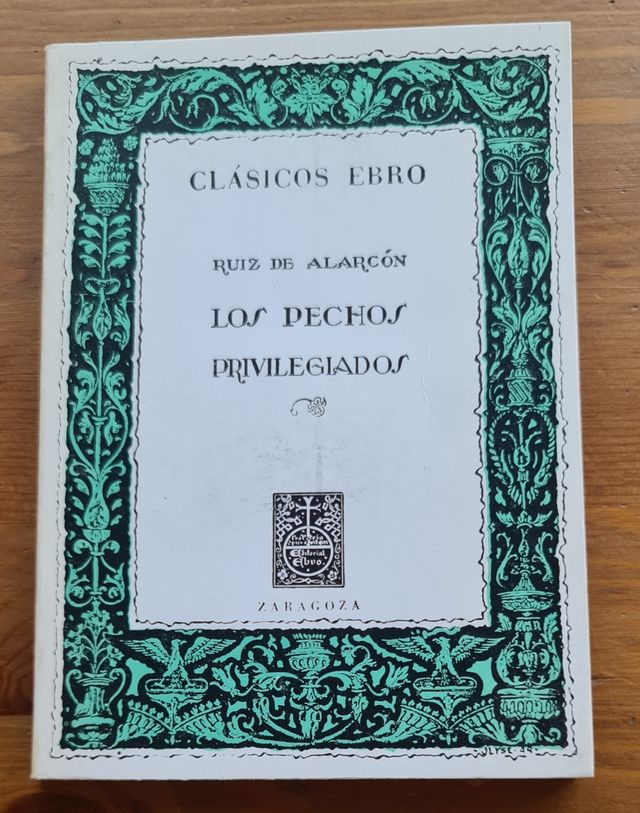 CLÁSICOS EBRO
RUIZ DE ALARCÓN
LOS PECHOS
PRIVILEGIADOS
Editorial
Ebro.
ZARAGOZA